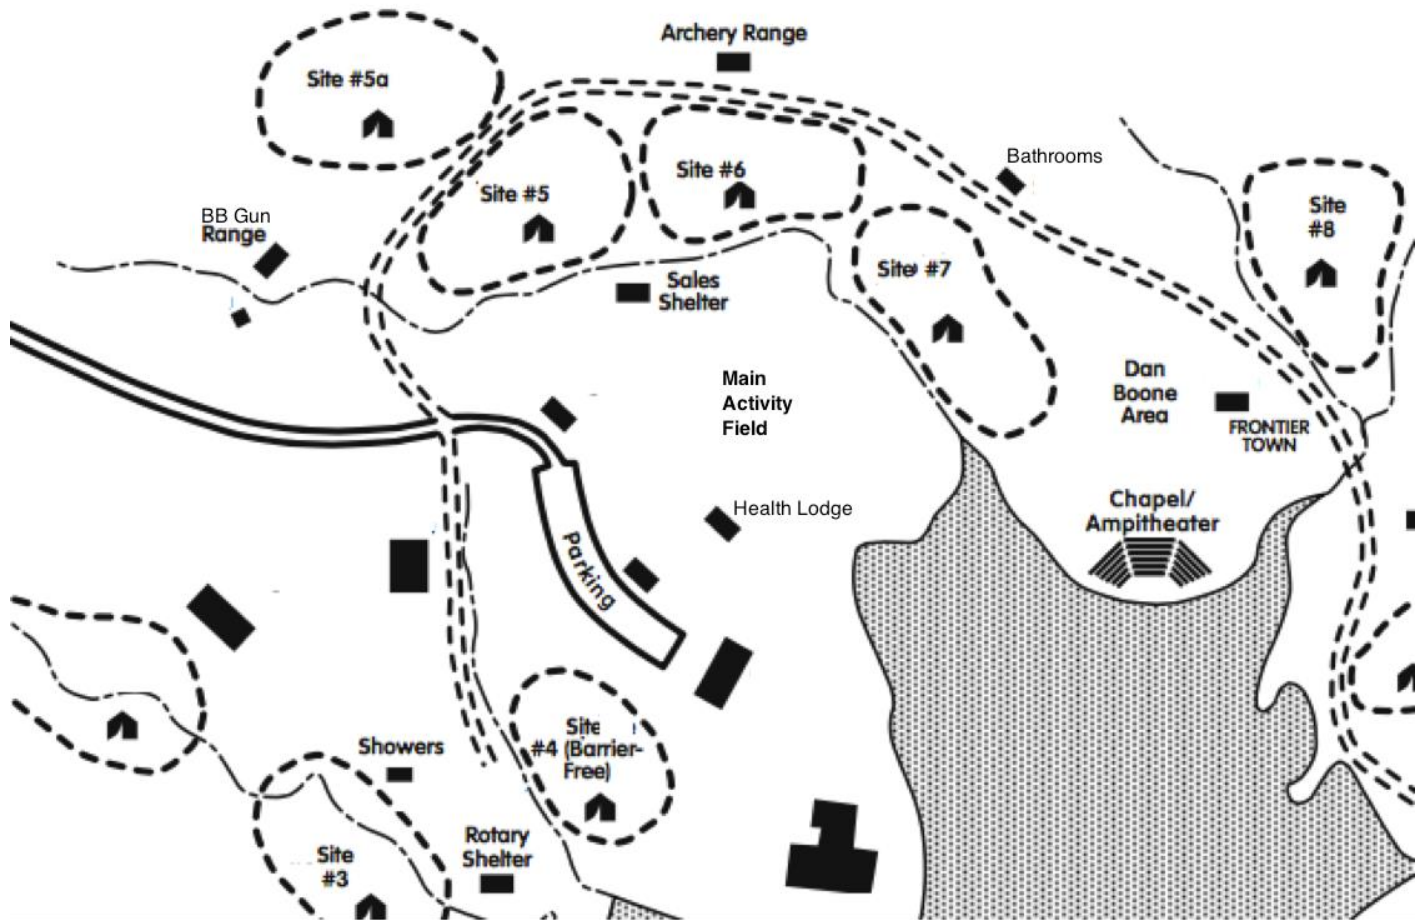 Archery Range
Site #5a
Bathrooms
Site #6
Site #5
Site
#8
BB Gun
Range
Site #7
Sales
Shelter
Main
Activity
Field
Dan
Boone
Area
FRONTIER
TOWN
Chapel/
Ampitheater
Health Lodge
Parking
Site
#4 (Barrier-
Free)
Showers
Rotary
Shelter
Site
#3